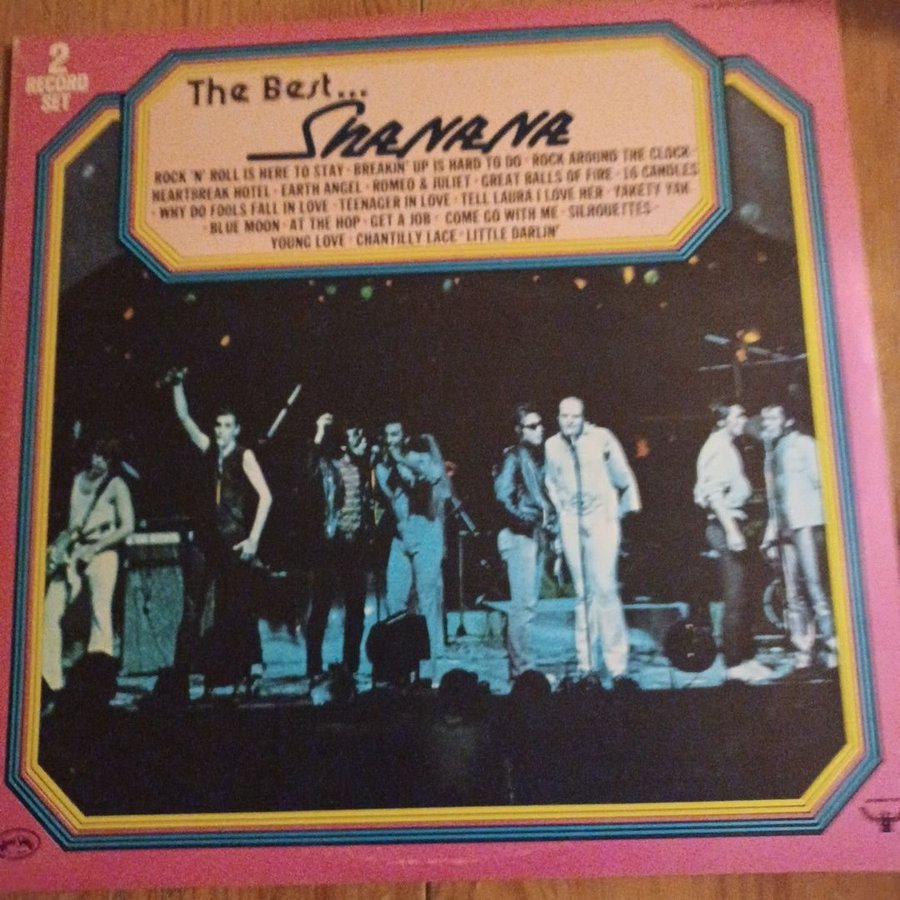 2
RECORD
SET
The Best...
SHANANA
ROCK 'N' ROLL IS HERE TO STAY · BREAKIN' UP IS HARD TO DO · ROCK AROUND THE CLOCK ·
HEARTBREAK HOTEL · EARTH ANGEL · ROMEO & JULIET · GREAT BALLS OF FIRE · 16 CANDLES
· WHY DO FOOLS FALL IN LOVE · TEENAGER IN LOVE · TELL LAURA I LOVE HER · YAKETY YAK ·
· BLUE MOON · AT THE HOP · GET A JOB · COME GO WITH ME · SILHOUETTES ·
YOUNG LOVE · CHANTILLY LACE · LITTLE DARLIN'